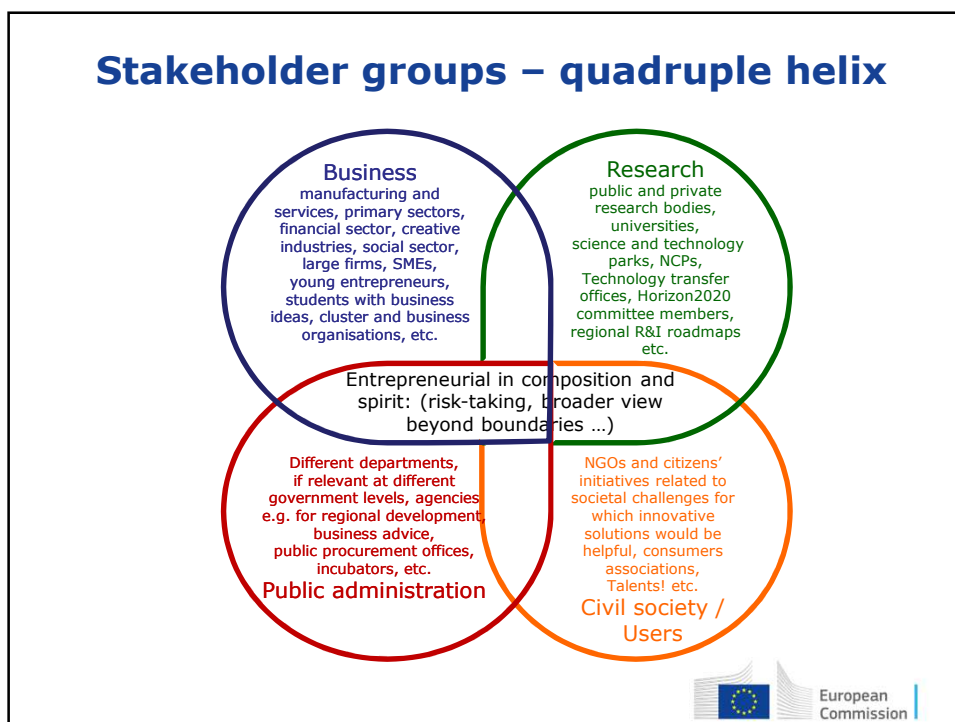 Stakeholder groups – quadruple helix
Business
manufacturing and
services, primary sectors,
financial sector, creative
industries, social sector,
large firms, SMEs,
young entrepreneurs,
students with business
ideas, cluster and business
organisations, etc.
Research
public and private
research bodies,
universities,
science and technology
parks, NCPs,
Technology transfer
offices, Horizon2020
committee members,
regional R&I roadmaps
etc.
Entrepreneurial in composition and
spirit: (risk-taking, broader view
beyond boundaries ...)
Different departments,
if relevant at different
government levels, agencies
e.g. for regional development,
business advice,
public procurement offices,
incubators, etc.
Public administration
NGOs and citizens’
initiatives related to
societal challenges for
which innovative
solutions would be
helpful, consumers
associations,
Talents! etc.
Civil society /
Users
European
Commission